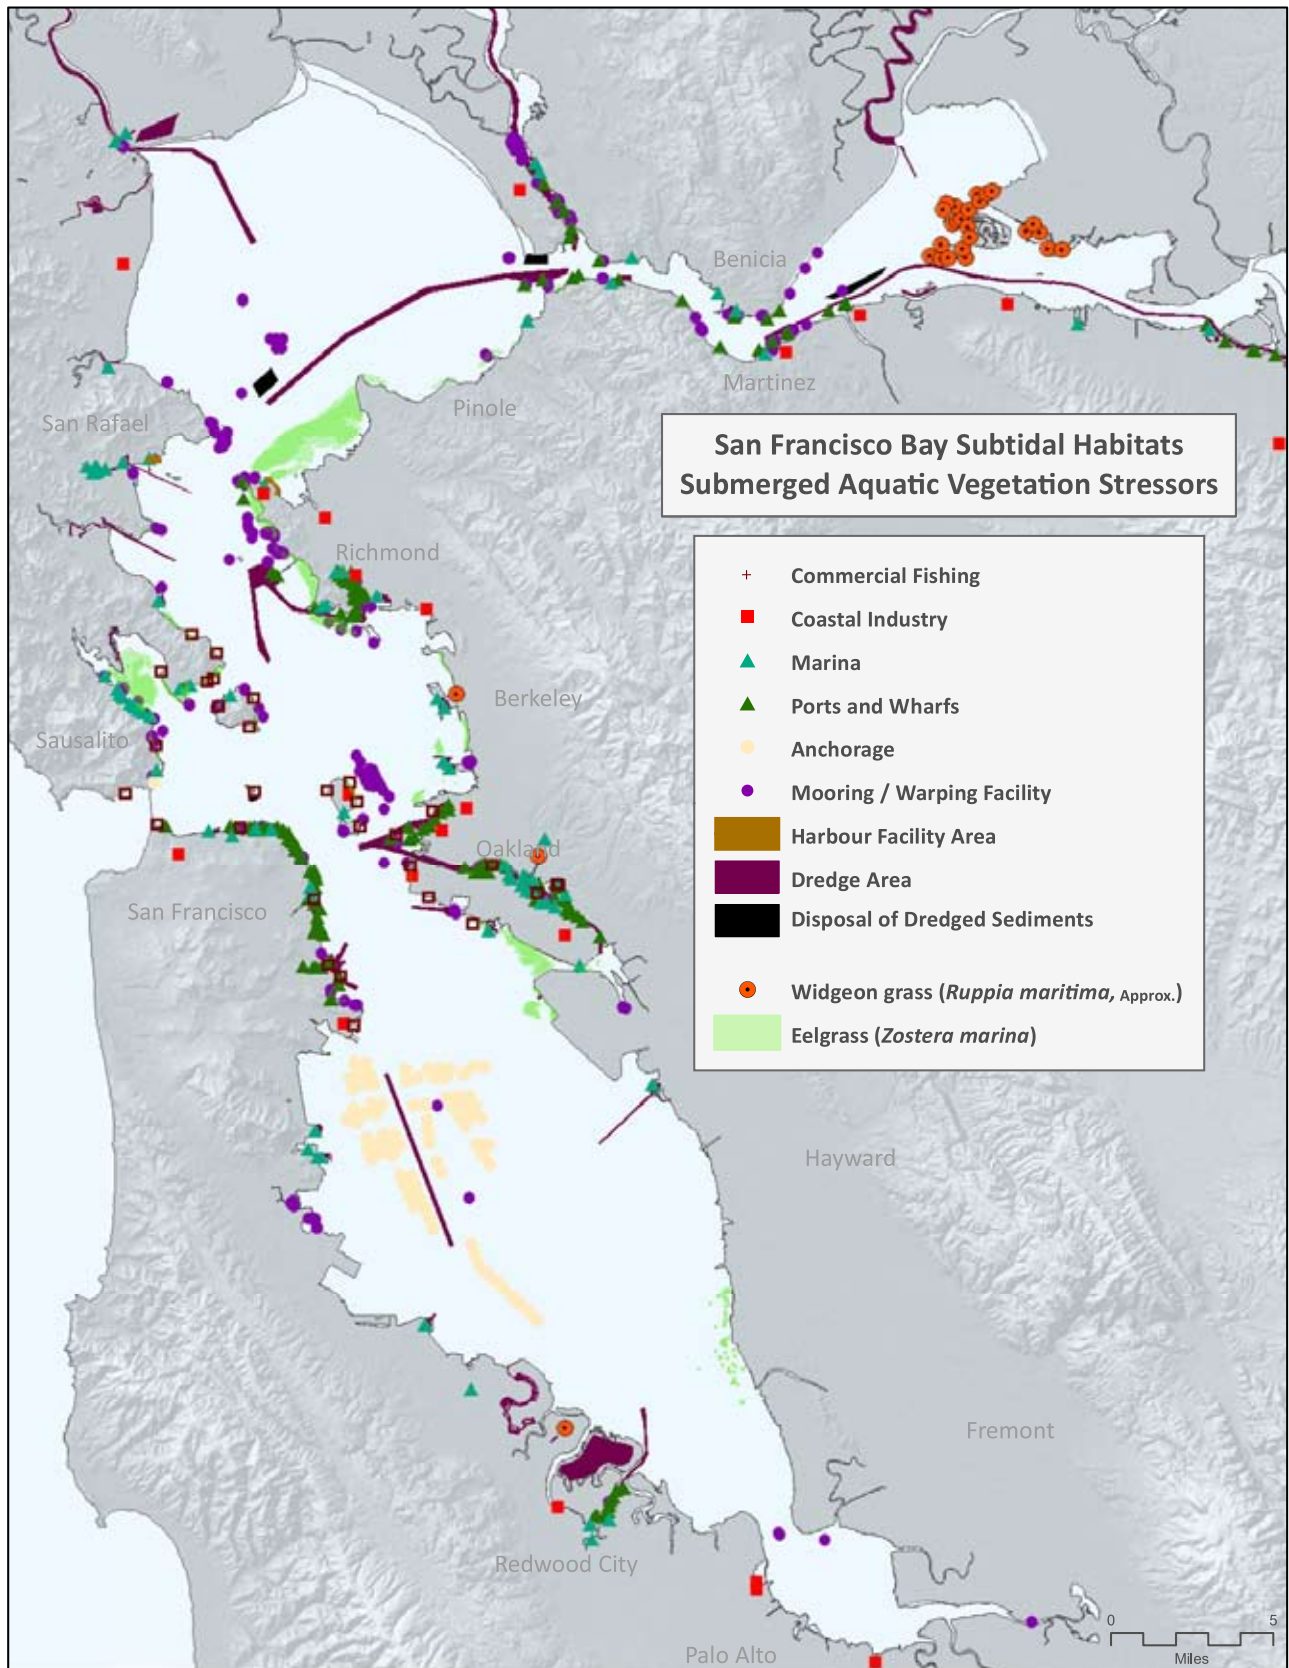 Benicia
Martinez
Pinole
San Rafael
San Francisco Bay Subtidal Habitats
Submerged Aquatic Vegetation Stressors
Commercial Fishing
Coastal Industry
Marina
Ports and Wharfs
Anchorage
Mooring / Warping Facility
Harbour Facility Area
Dredge Area
Disposal of Dredged Sediments
Widgeon grass (Ruppia maritima, Approx.)
Eelgrass (Zostera marina)
Richmond
Berkeley
Sausalito
Oakland
San Francisco
Hayward
Fremont
Redwood City
Palo Alto
0 5
Miles